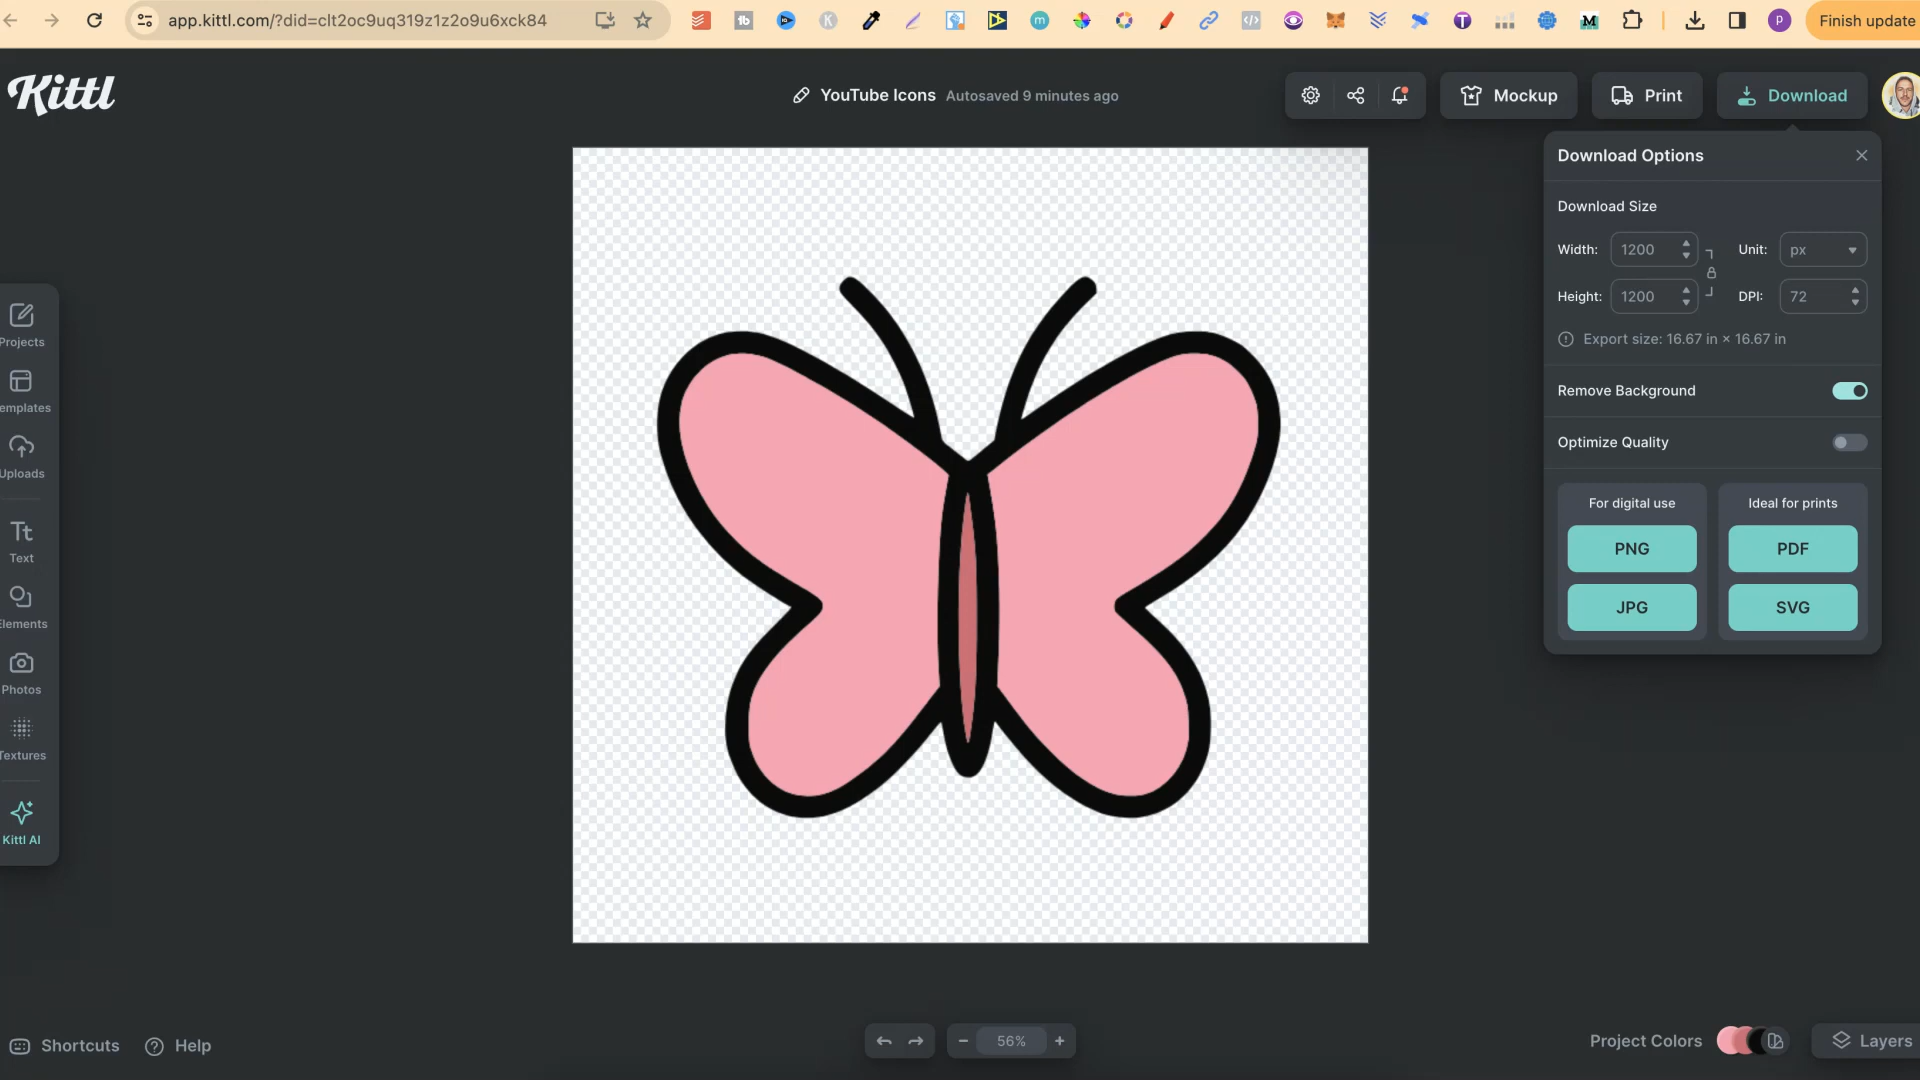 app.kittl.com/?did=clt2oc9uq319z1z2o9u6xck84
Finish update
Kittl
YouTube Icons Autosaved 9 minutes ago
Mockup
Print
Download
Download Options
Download Size
Width: 1200 Unit: px
Height: 1200 DPI: 72
Export size: 16.67 in × 16.67 in
Remove Background
Optimize Quality
For digital use
Ideal for prints
PNG
PDF
JPG
SVG
Projects
emplates
Uploads
Tt
Text
Elements
Photos
Textures
Kittl AI
Shortcuts
Help
56%
Project Colors
Layers